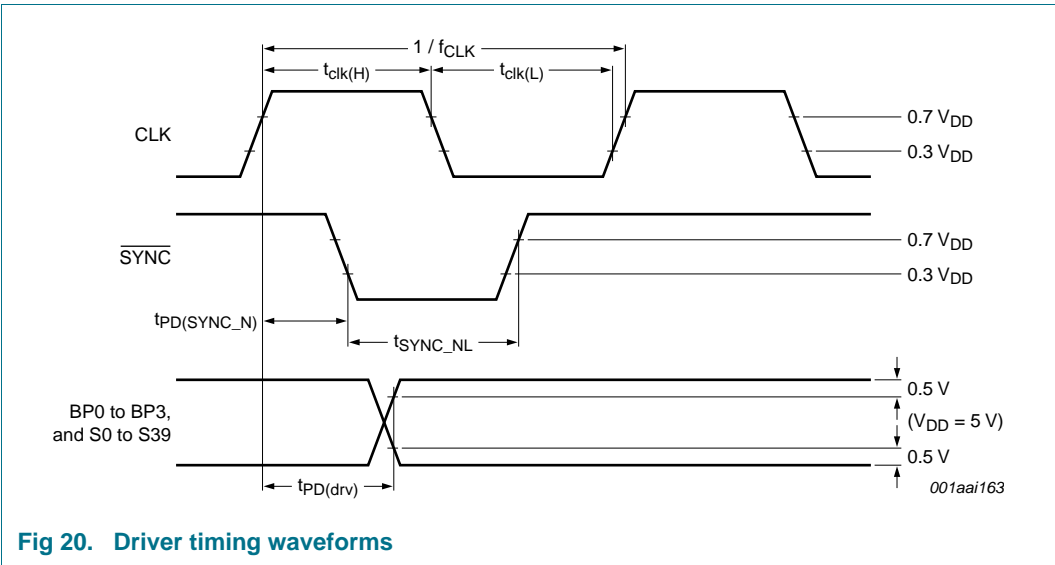 1 / fCLK
tclk(H)
tclk(L)
CLK
0.7 VDD
0.3 VDD
SYNC
0.7 VDD
0.3 VDD
tPD(SYNC_N)
tSYNC_NL
BP0 to BP3,
and S0 to S39
0.5 V
(VDD = 5 V)
0.5 V
tPD(drv)
001aai163
Fig 20. Driver timing waveforms